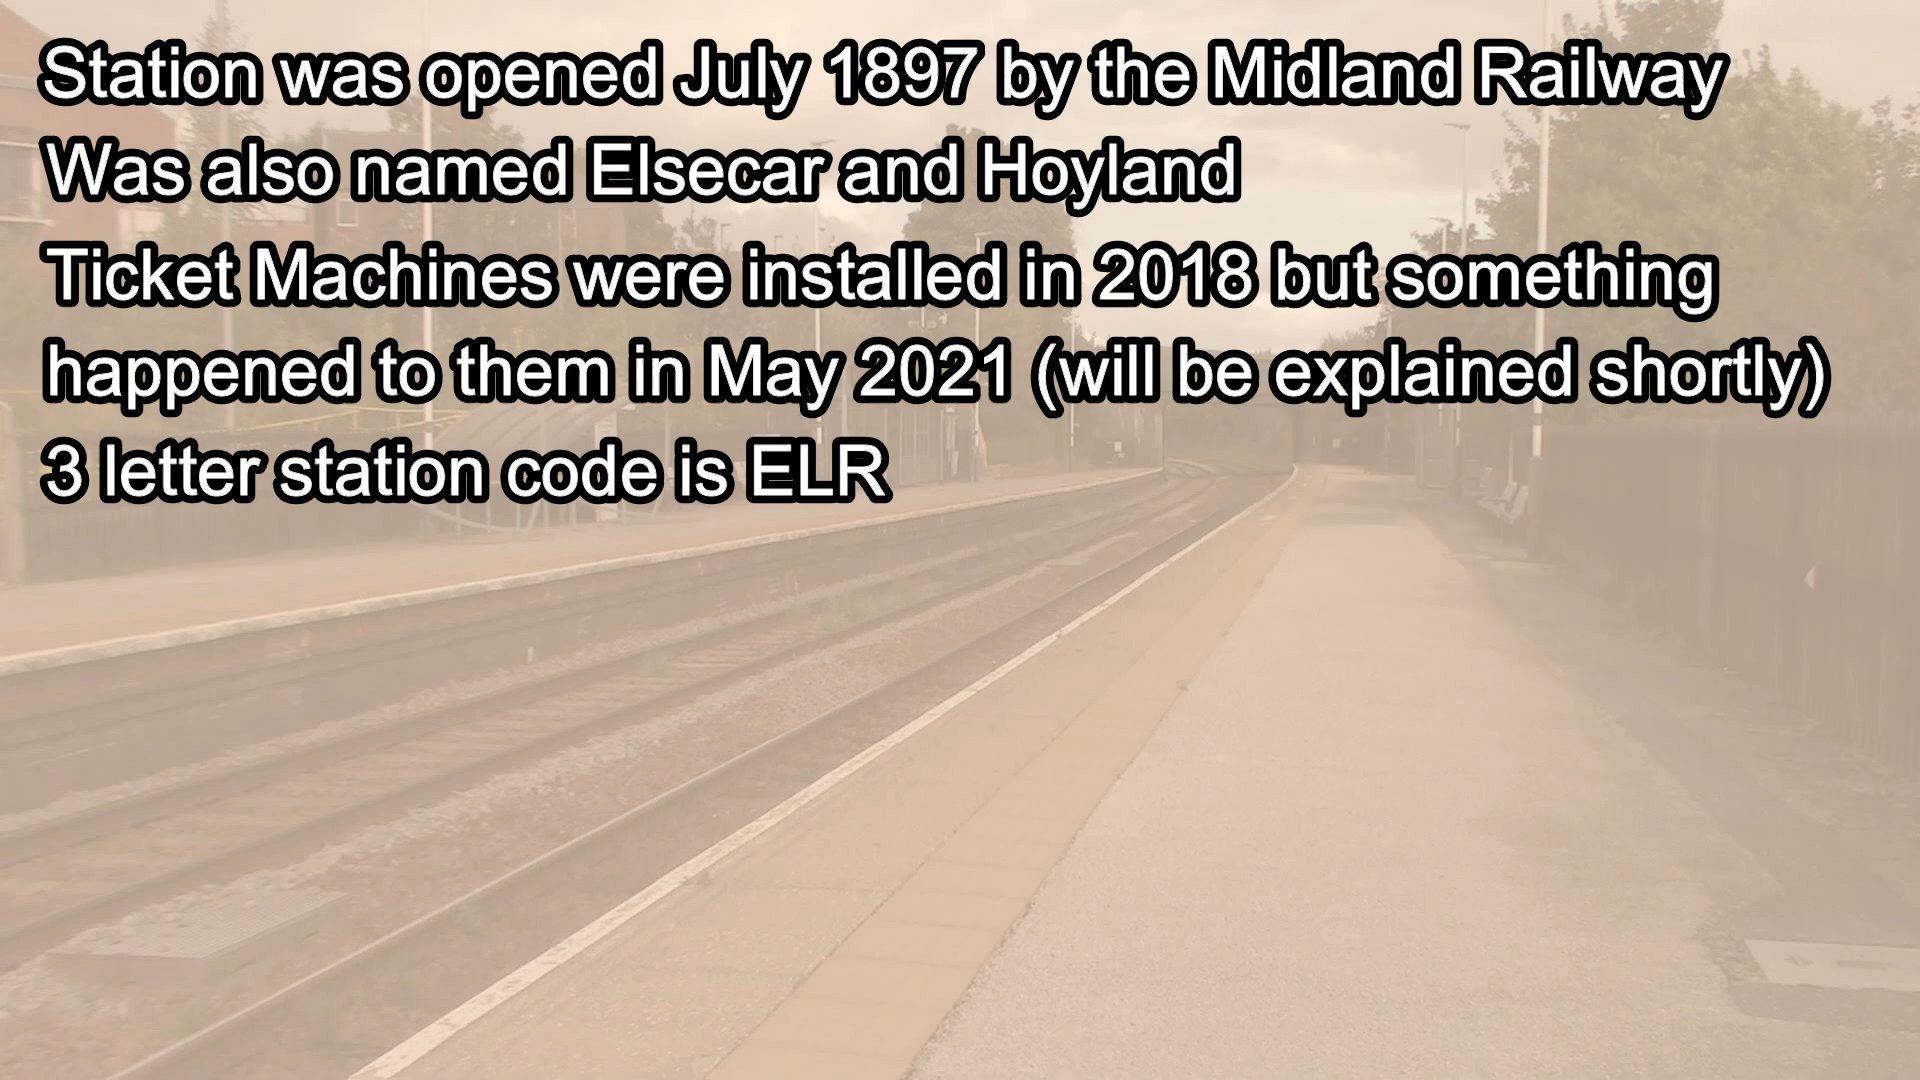 Station was opened July 1897 by the Midland Railway
Was also named Elsecar and Hoyland
Ticket Machines were installed in 2018 but something
happened to them in May 2021 (will be explained shortly)
3 letter station code is ELR